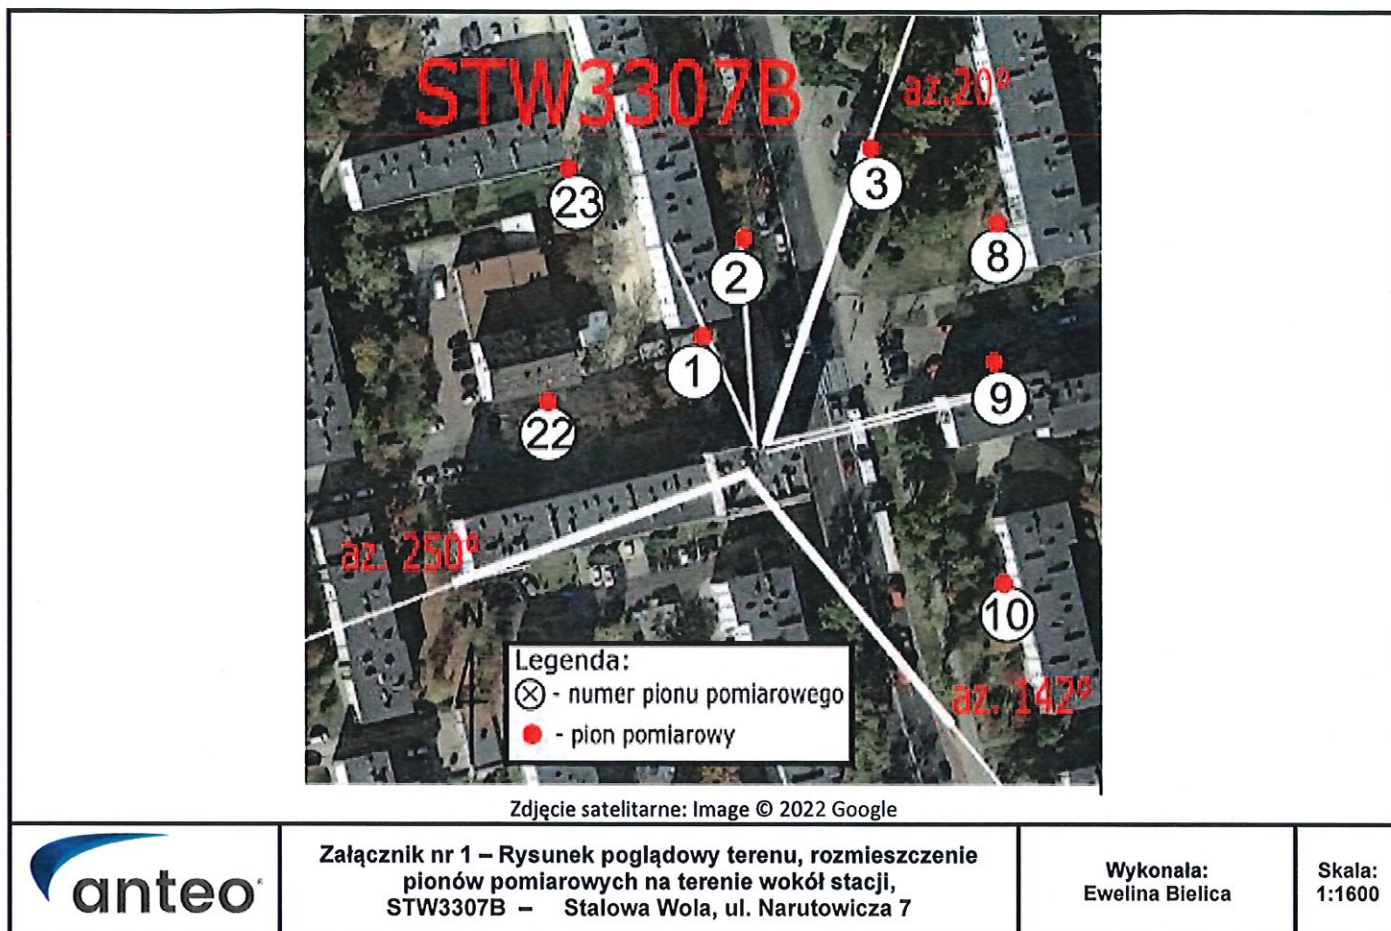 STW3307B
az.20°
3
23
8
2
1
9
22
az. 250°
10
N
Legenda:
- numer pionu pomiarowego
- pion pomiarowy
az. 142°
Zdjęcie satelitarne: Image © 2022 Google
anteo
Załącznik nr 1 – Rysunek poglądowy terenu, rozmieszczenie
pionów pomiarowych na terenie wokół stacji,
STW3307B – Stalowa Wola, ul. Narutowicza 7
Wykonała:
Ewelina Bielica
Skala:
1:1600